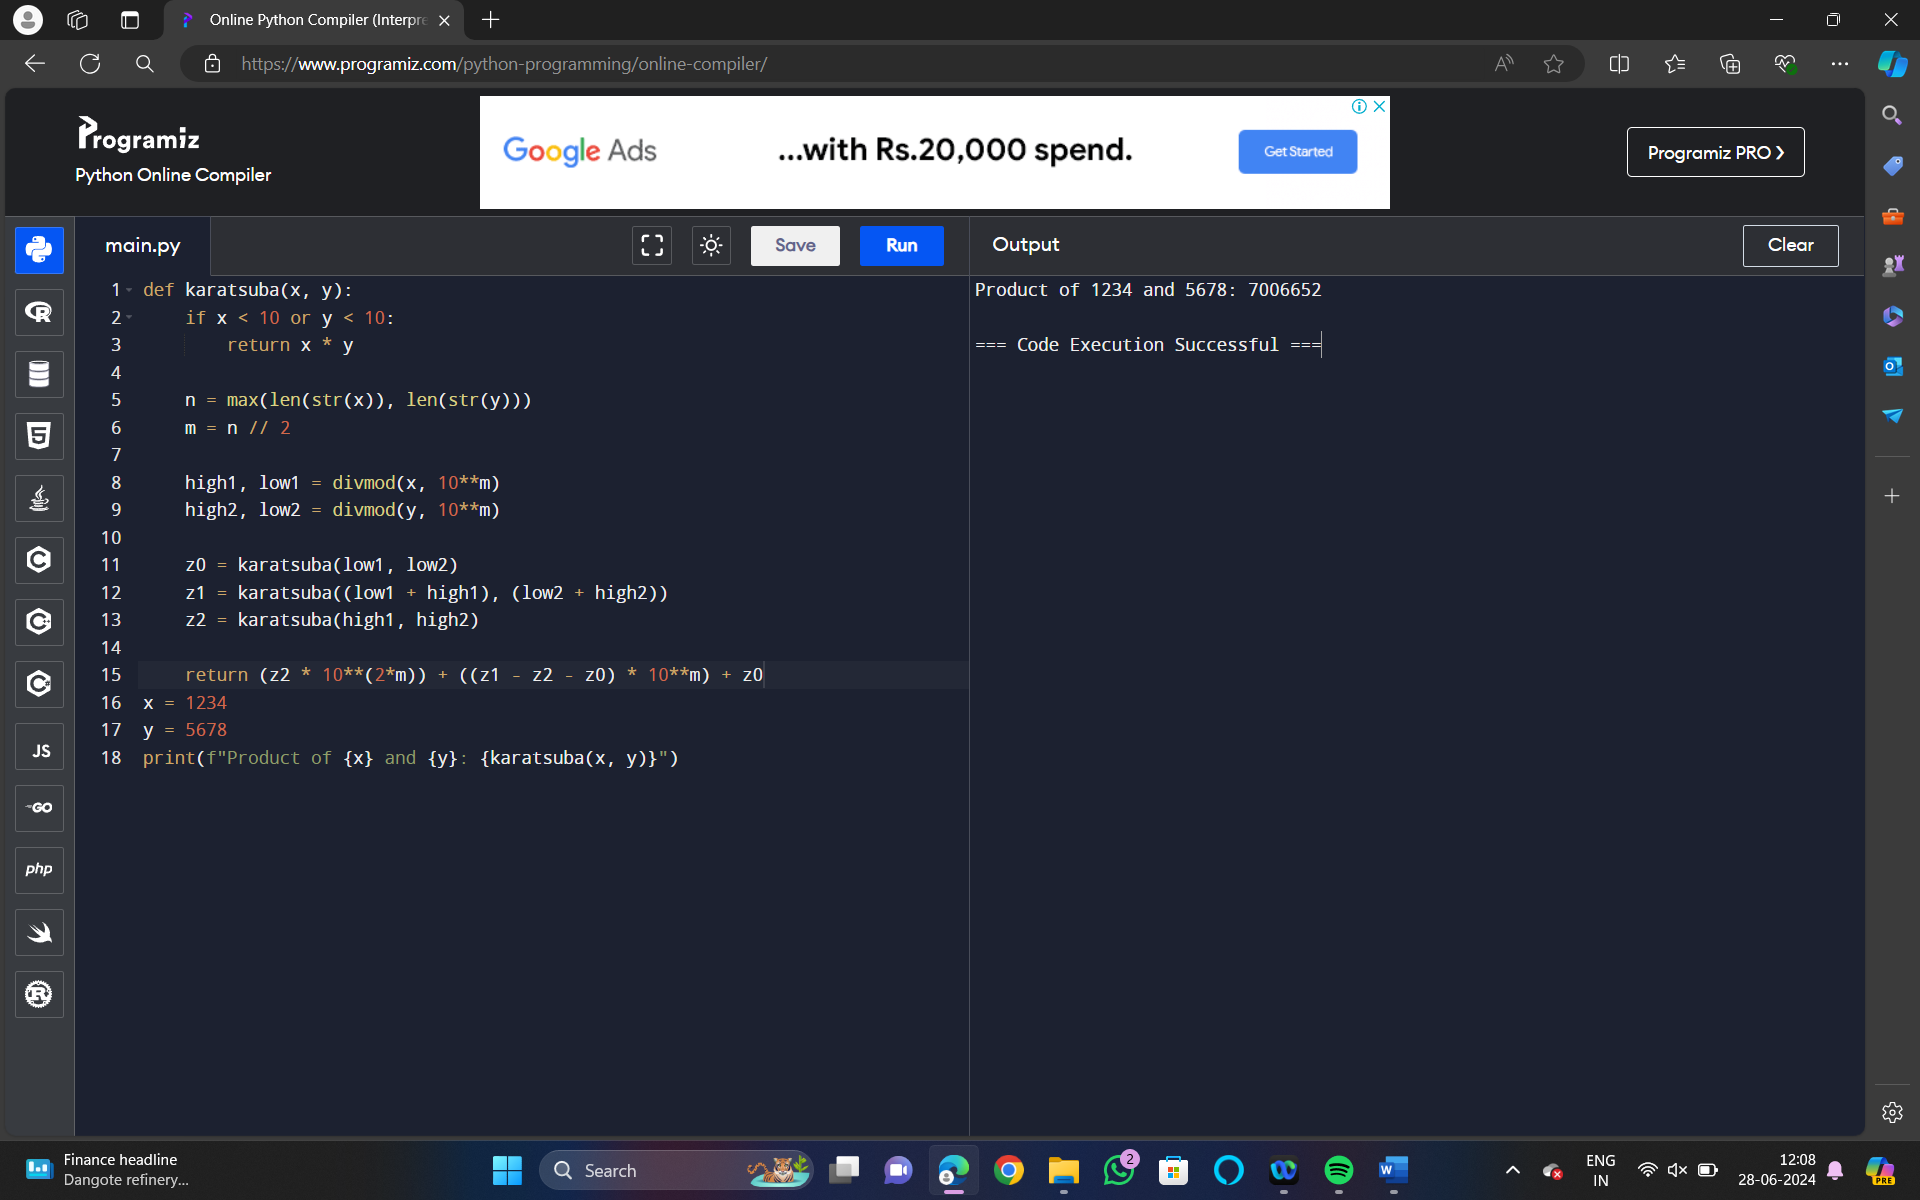 Online Python Compiler (Interpre
https://www.programiz.com/python-programming/online-compiler/
Programiz
Python Online Compiler
Google Ads
...with Rs.20,000 spend.
Get Started
Programiz PRO
main.py
Save
Run
Output
Clear
1 def karatsuba(x, y):
2 if x < 10 or y < 10:
3 return x * y
4
5 n = max(len(str(x)), len(str(y)))
6 m = n // 2
7
8 high1, low1 = divmod(x, 10**m)
9 high2, low2 = divmod(y, 10**m)
10
11 z0 = karatsuba(low1, low2)
12 z1 = karatsuba((low1 + high1), (low2 + high2))
13 z2 = karatsuba(high1, high2)
14
15 return (z2 * 10**(2*m)) + ((z1 - z2 - z0) * 10**m) + z0
16 x = 1234
17 y = 5678
18 print(f"Product of {x} and {y}: {karatsuba(x, y)}")
Product of 1234 and 5678: 7006652
=== Code Execution Successful ===
JS
GO
php
Finance headline
Dangote refinery...
Search
2
ENG
IN
12:08
28-06-2024
PRE